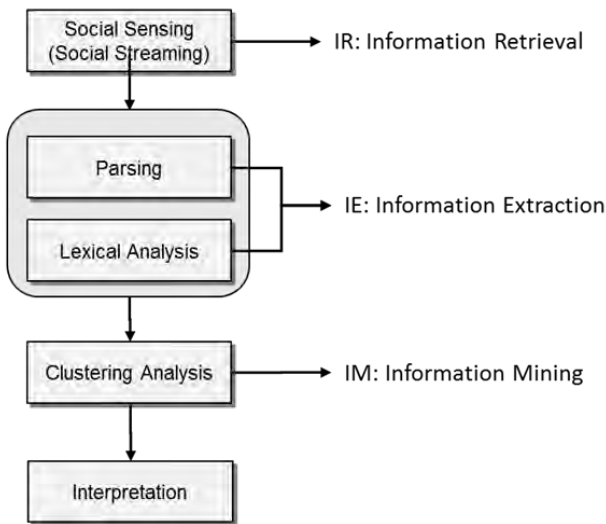 Social Sensing
(Social Streaming)
IR: Information Retrieval
Parsing
IE: Information Extraction
Lexical Analysis
Clustering Analysis
IM: Information Mining
Interpretation